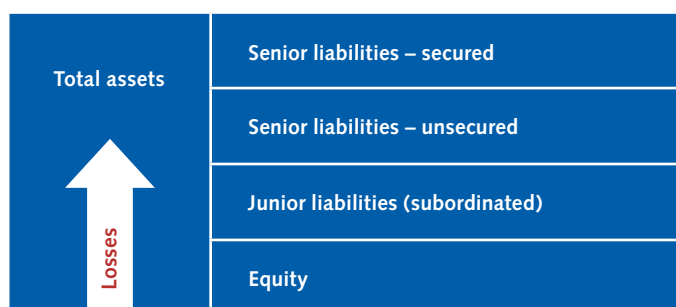 Total assets
Losses
Senior liabilities – secured
Senior liabilities – unsecured
Junior liabilities (subordinated)
Equity